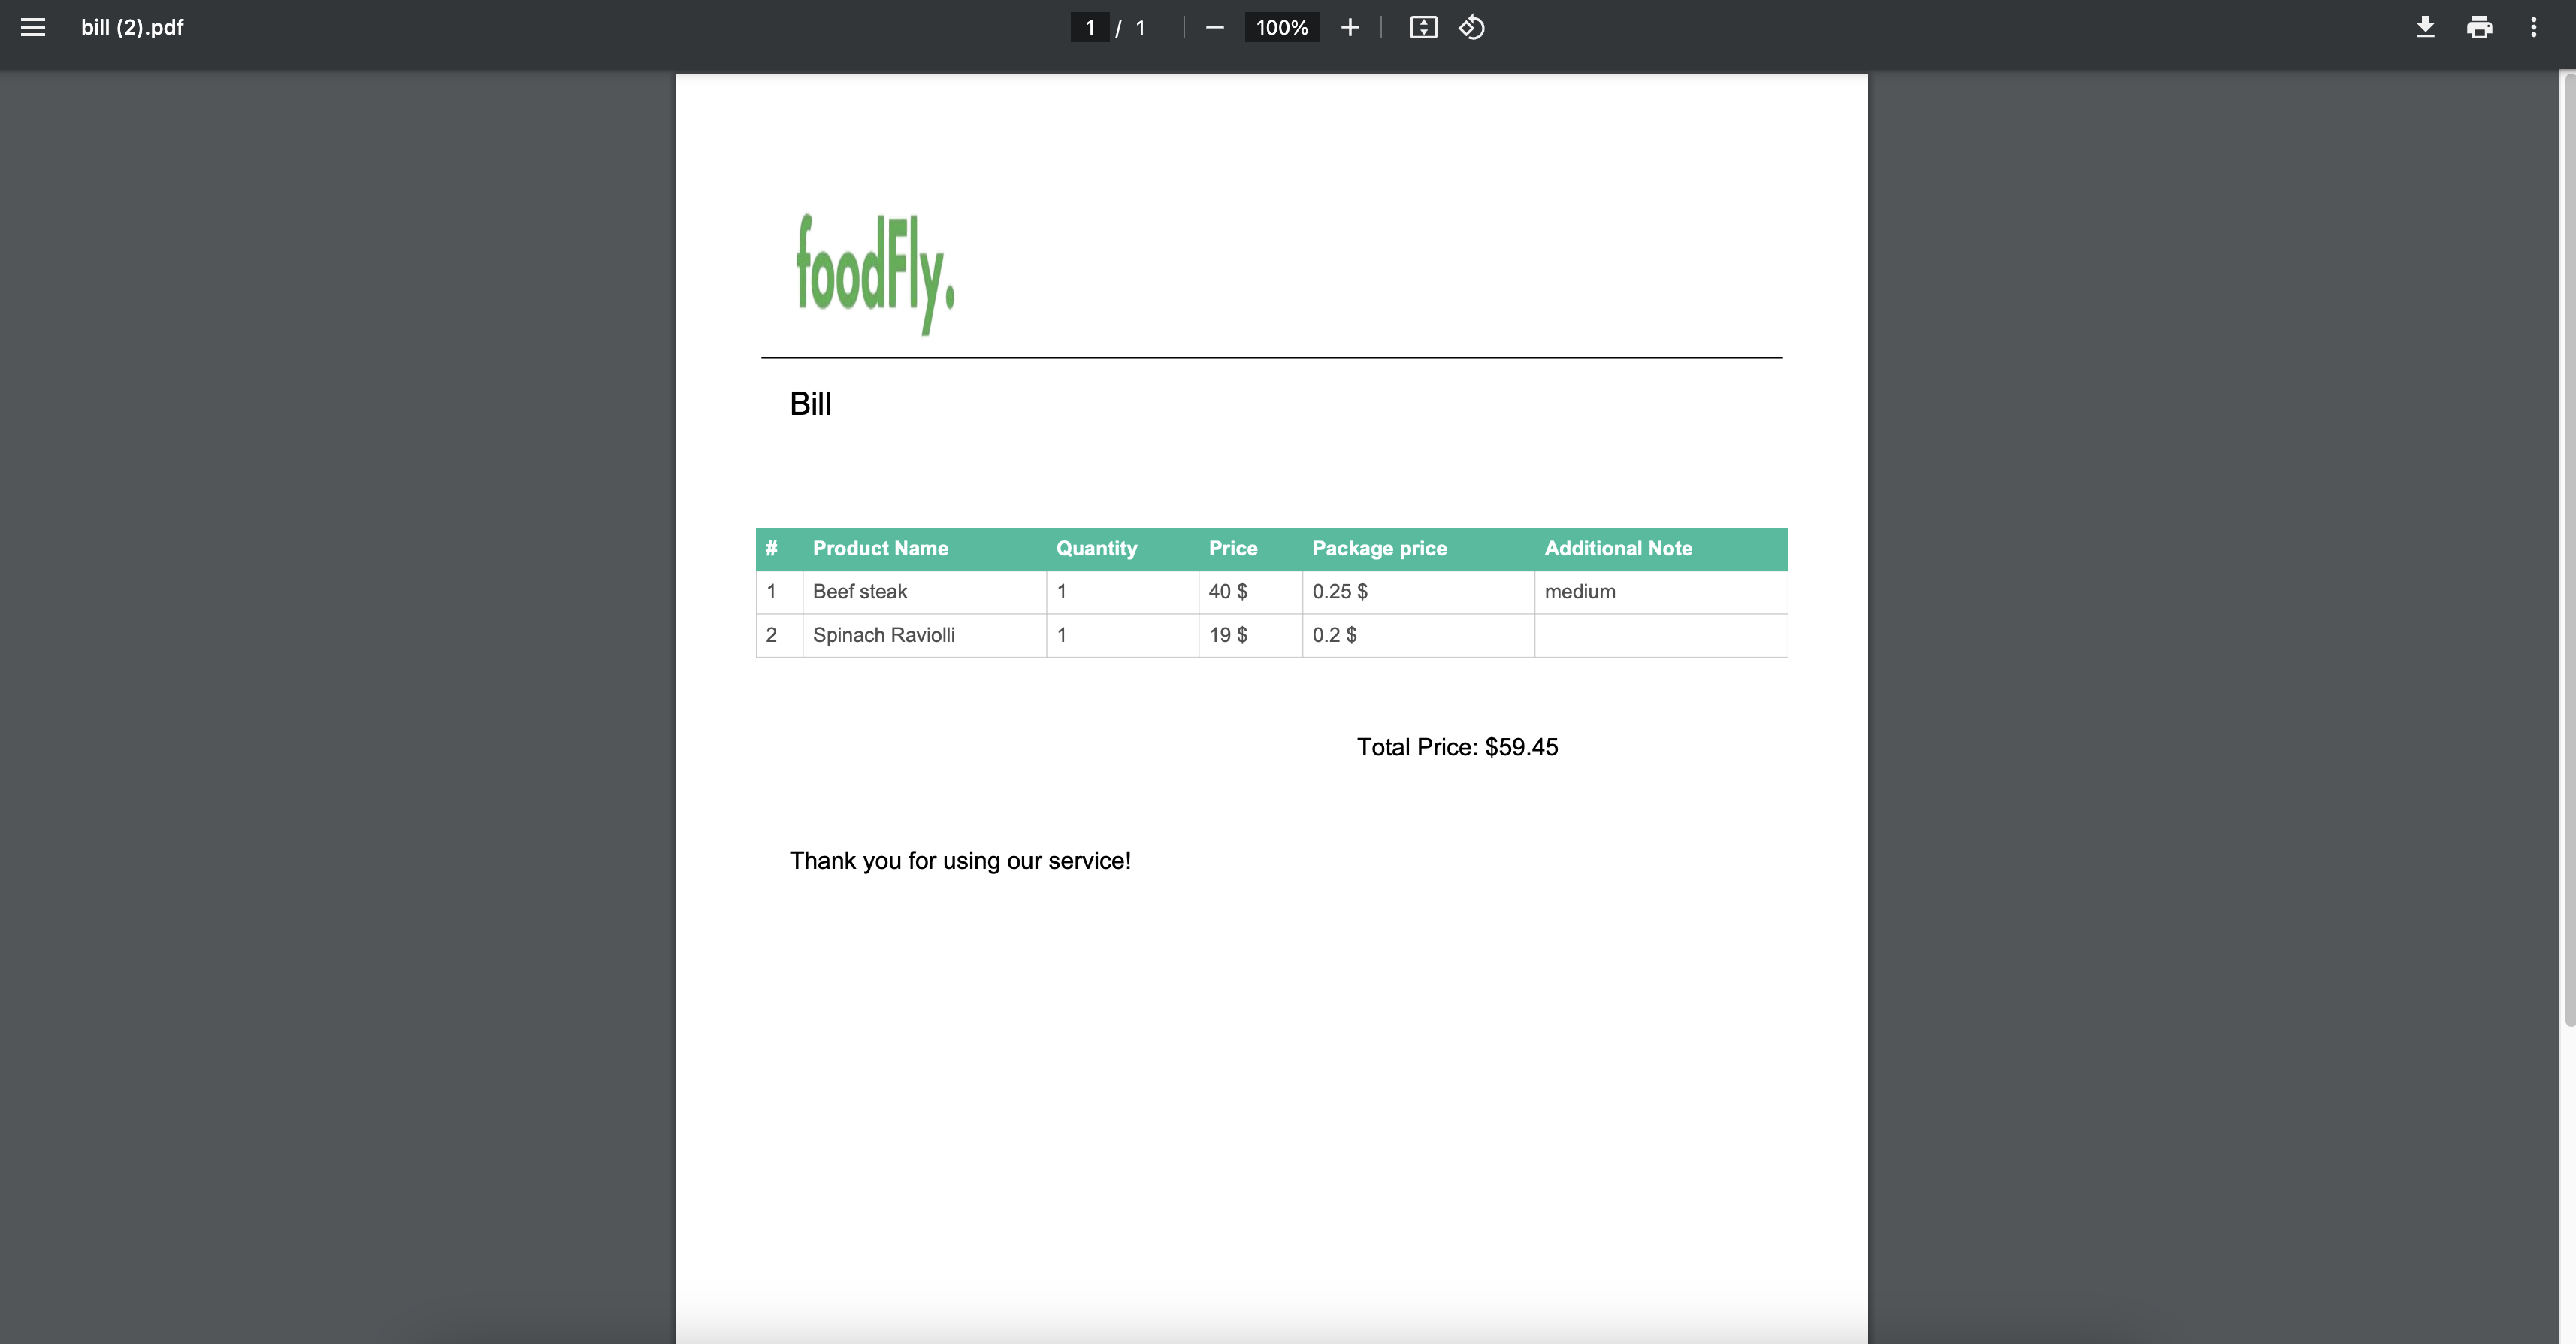 bill (2).pdf
1 / 1
100%
foodFly.
Bill
# Product Name Quantity Price Package price Additional Note
1 Beef steak 1 40 $ 0.25 $ medium
2 Spinach Raviolli 1 19 $ 0.2 $
Total Price: $59.45
Thank you for using our service!